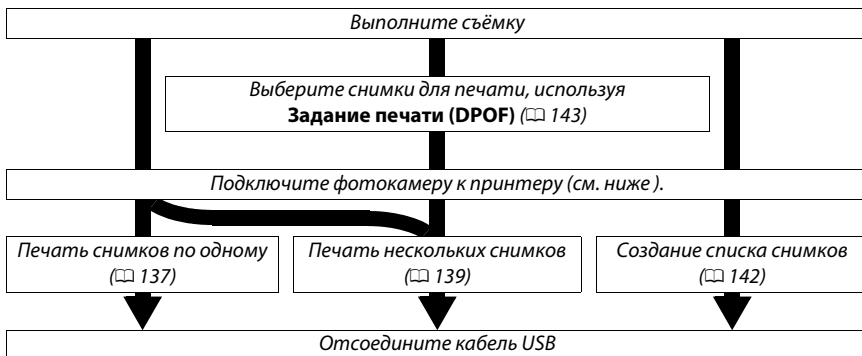 Выполните съёмку
Выберите снимки для печати, используя
Задание печати (DPOF) (📖 143)
Подключите фотокамеру к принтеру (см. ниже ).
Печать снимков по одному
(📖 137)
Печать нескольких снимков
(📖 139)
Создание списка снимков
(📖 142)
Отсоедините кабель USB